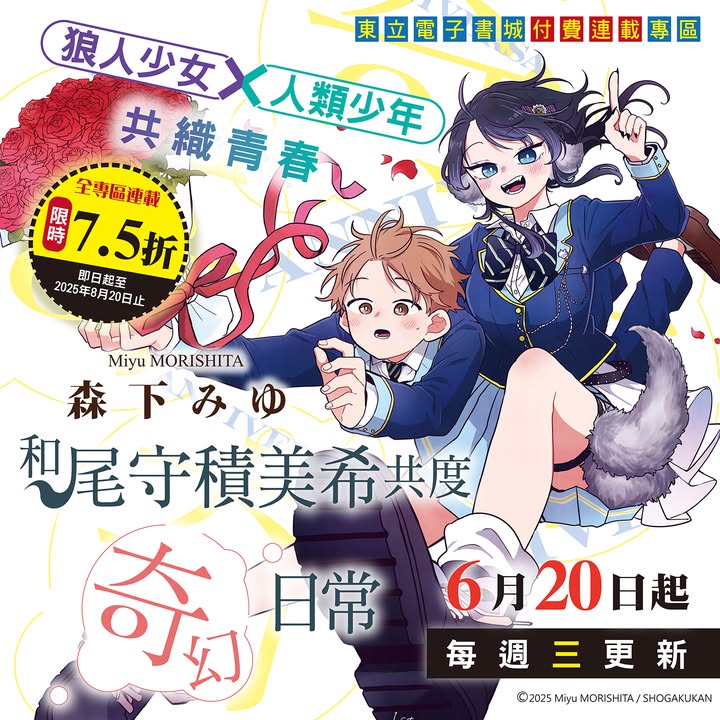 東立電子書城付費連載專區
狼人少女
人類少年
共織青春
全專區連載
限時
7.5折
即日起至
2025年8月20日止
ANNIVERSARY
Miyu MORISHITA
森下みゆ
和尾守積美希共度
奇幻
日常
6月20日起
每週三更新
©2025 Miyu MORISHITA / SHOGAKUKAN